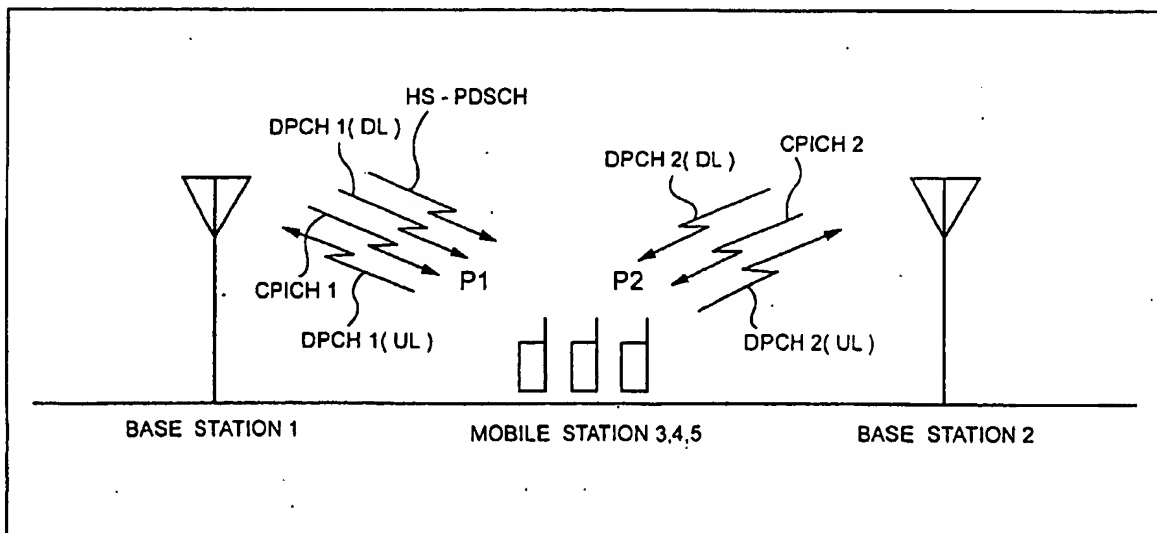 HS - PDSCH
DPCH 1( DL )
CPICH 2
DPCH 2( DL )
P1
P2
CPICH 1
DPCH 1( UL )
DPCH 2( UL )
BASE STATION 1
MOBILE STATION 3,4,5
BASE STATION 2